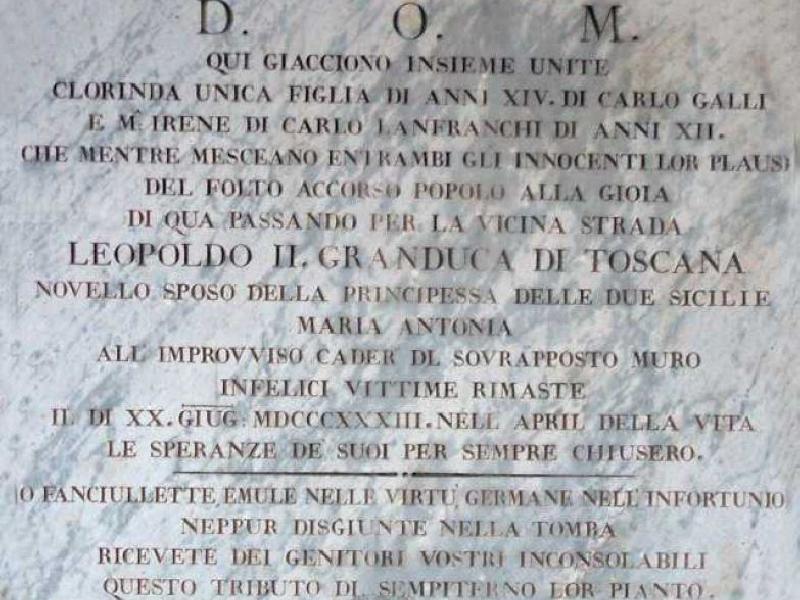 D. O. M.
QUI GIACCIONO INSIEME UNITE
CLORINDA UNICA FIGLIA DI ANNI XIV. DI CARLO GALLI
E M. IRENE DI CARLO LANFRANCHI DI ANNI XII.
CHE MENTRE MESCEANO ENTRAMBI GLI INNOCENTI LOR PLAUSI
DEL FOLTO ACCORSO POPOLO ALLA GIOIA
DI QUA PASSANDO PER LA VICINA STRADA
LEOPOLDO II. GRANDUCA DI TOSCANA
NOVELLO SPOSO DELLA PRINCIPESSA DELLE DUE SICILIE
MARIA ANTONIA
ALL IMPROVVISO CADER DI SOVRAPPOSTO MURO
INFELICI VITTIME RIMASTE
IL DI XX. GIUG. MDCCCXXXIII. NELL APRIL DELLA VITA
LE SPERANZE DE SUOI PER SEMPRE CHIUSERO.
O FANCIULLETTE, EMULE NELLE VIRTU, GERMANE NELL'INFORTUNIO
NEPPUR DISGIUNTE NELLA TOMBA
RICEVETE DEI GENITORI VOSTRI INCONSOLABILI
QUESTO TRIBUTO DI SEMPITERNO LOR PIANTO.